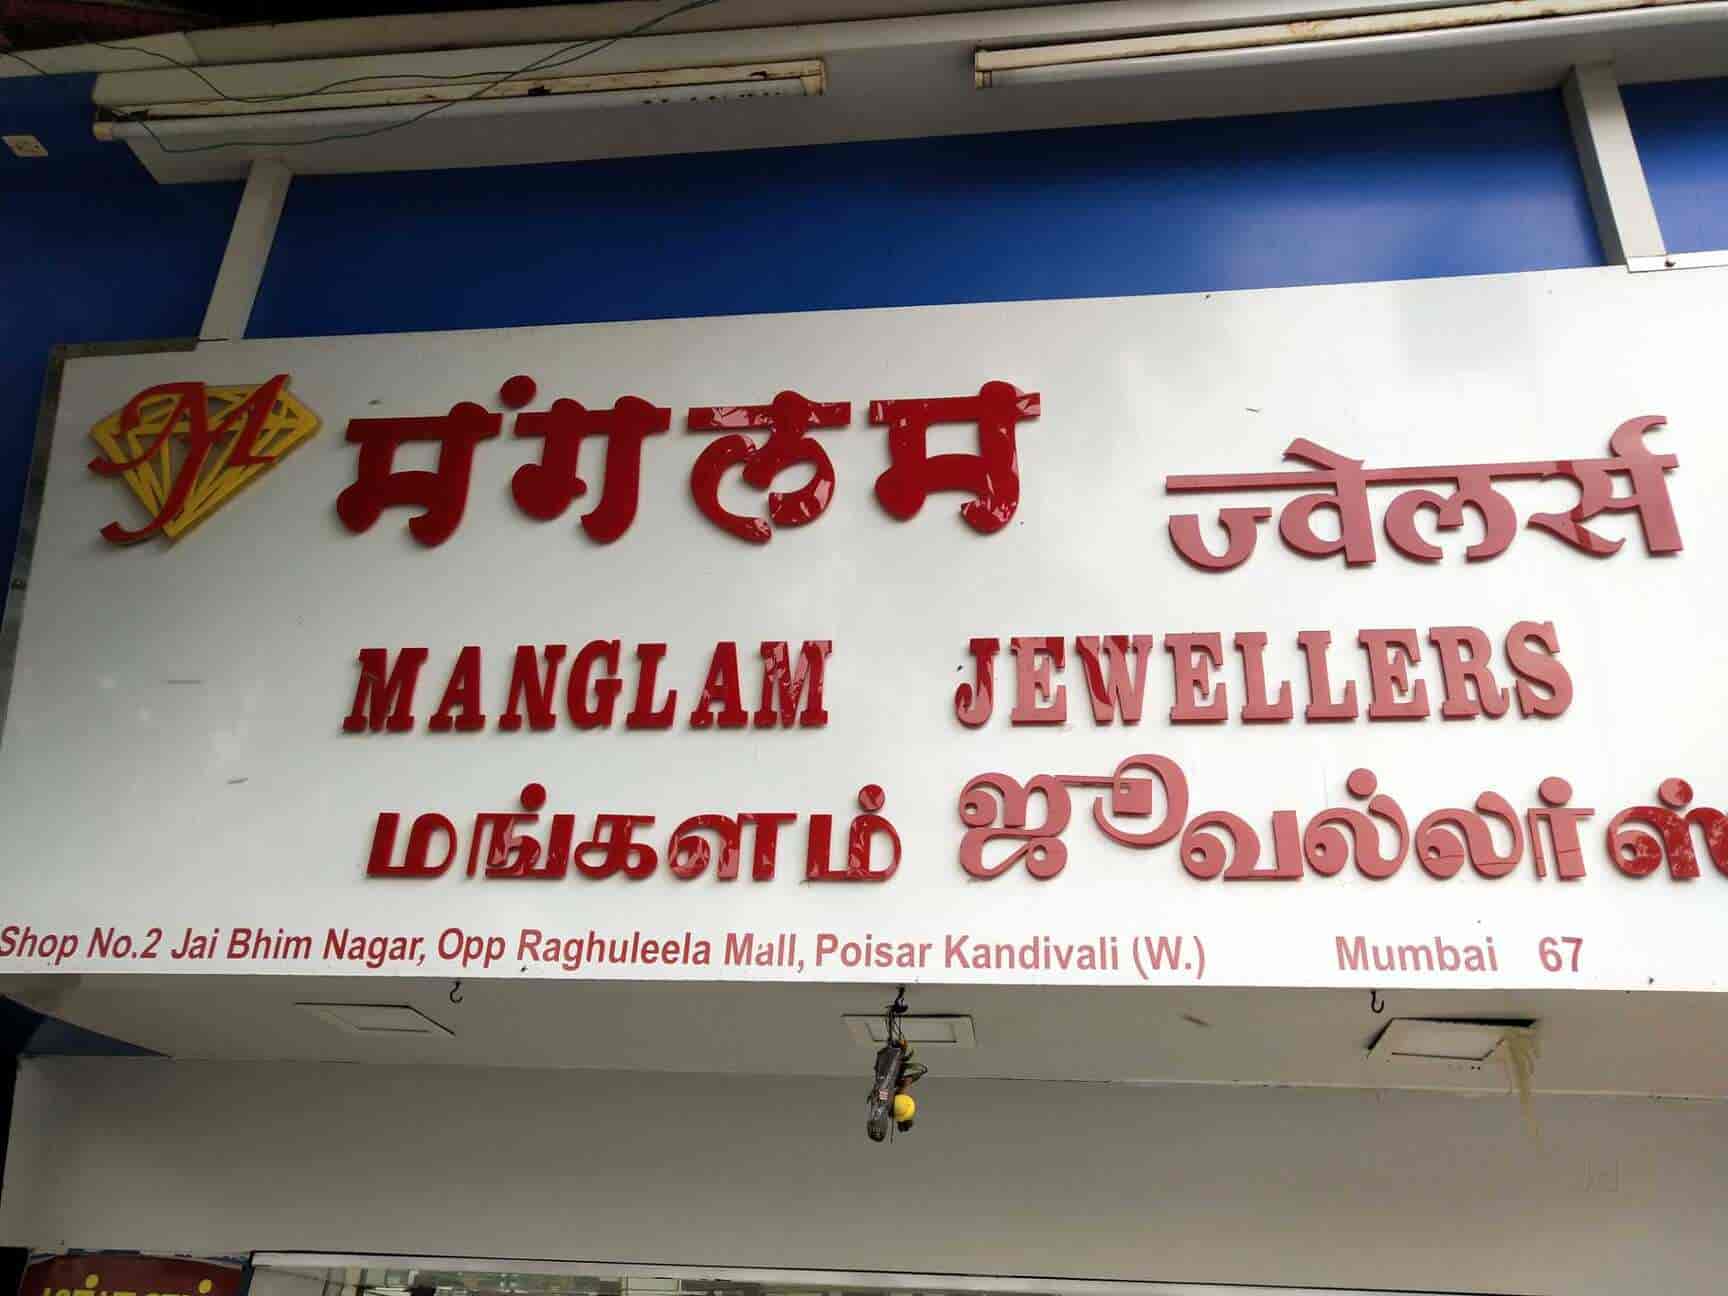 M मंगलम ज्वेलर्स
MANGLAM JEWELLERS
மங்களம் ஜூவல்லர்ஸ்
Shop No.2 Jai Bhim Nagar, Opp Raghuleela Mall, Poisar Kandivali (W.) Mumbai 67